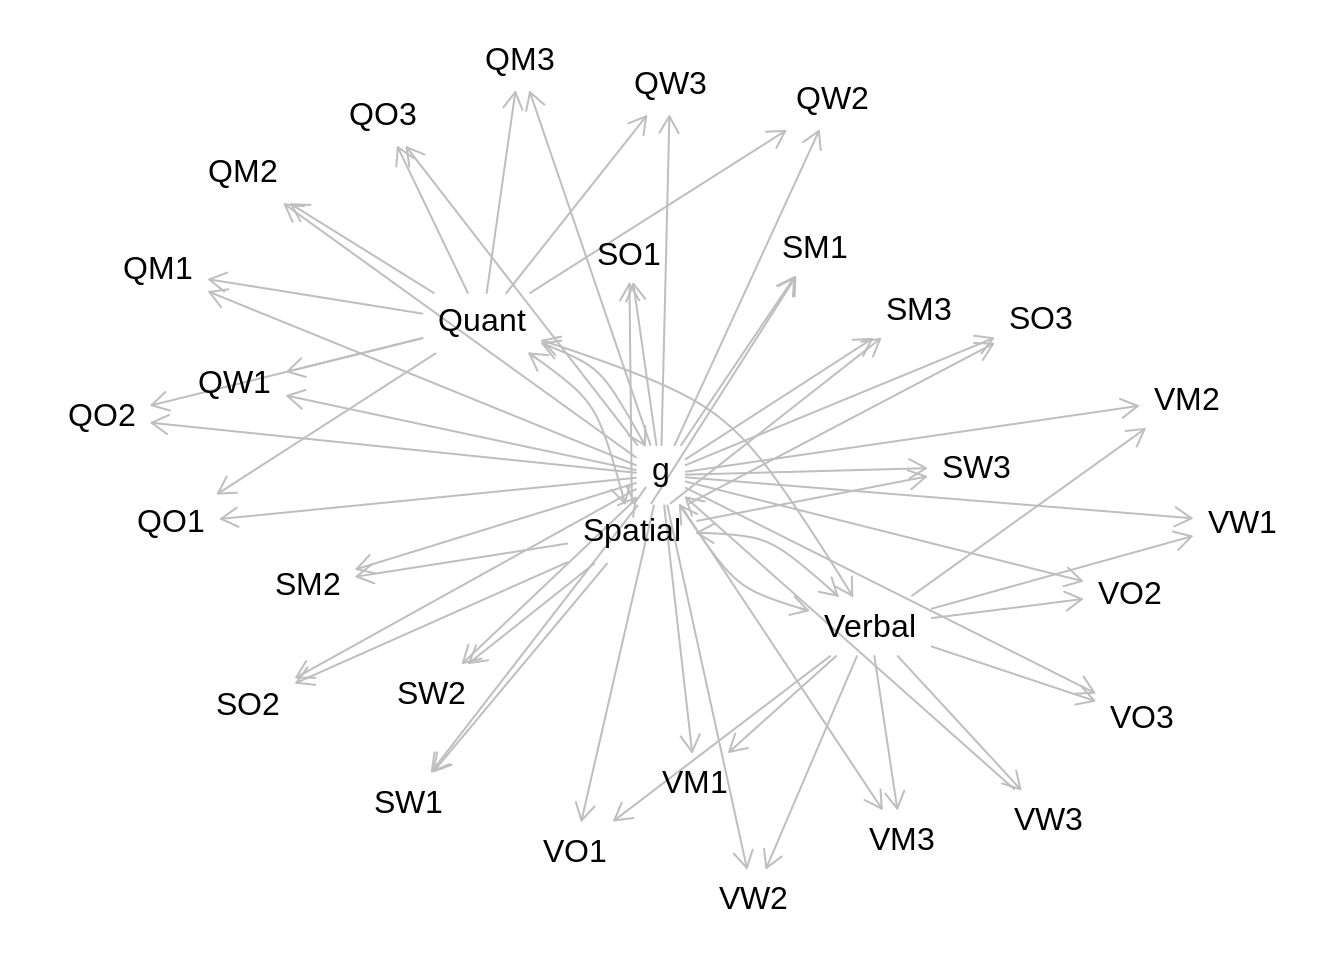 QM3
QW3
QW2
QO3
QM2
SM1
SO1
QM1
SM3
SO3
Quant
QW1
VM2
QO2
g
SW3
QO1
VW1
Spatial
SM2
VO2
Verbal
SW2
SO2
VO3
VM1
SW1
VW3
VM3
VO1
VW2